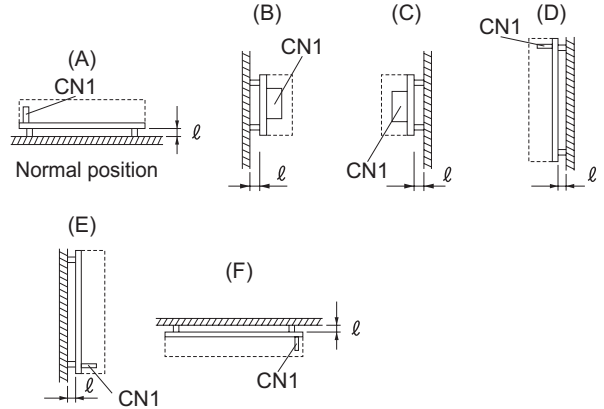 (A)
CN1
ℓ
Normal position
(B)
CN1
ℓ
(C)
CN1
ℓ
(D)
CN1
ℓ
(E)
ℓ
CN1
(F)
ℓ
CN1